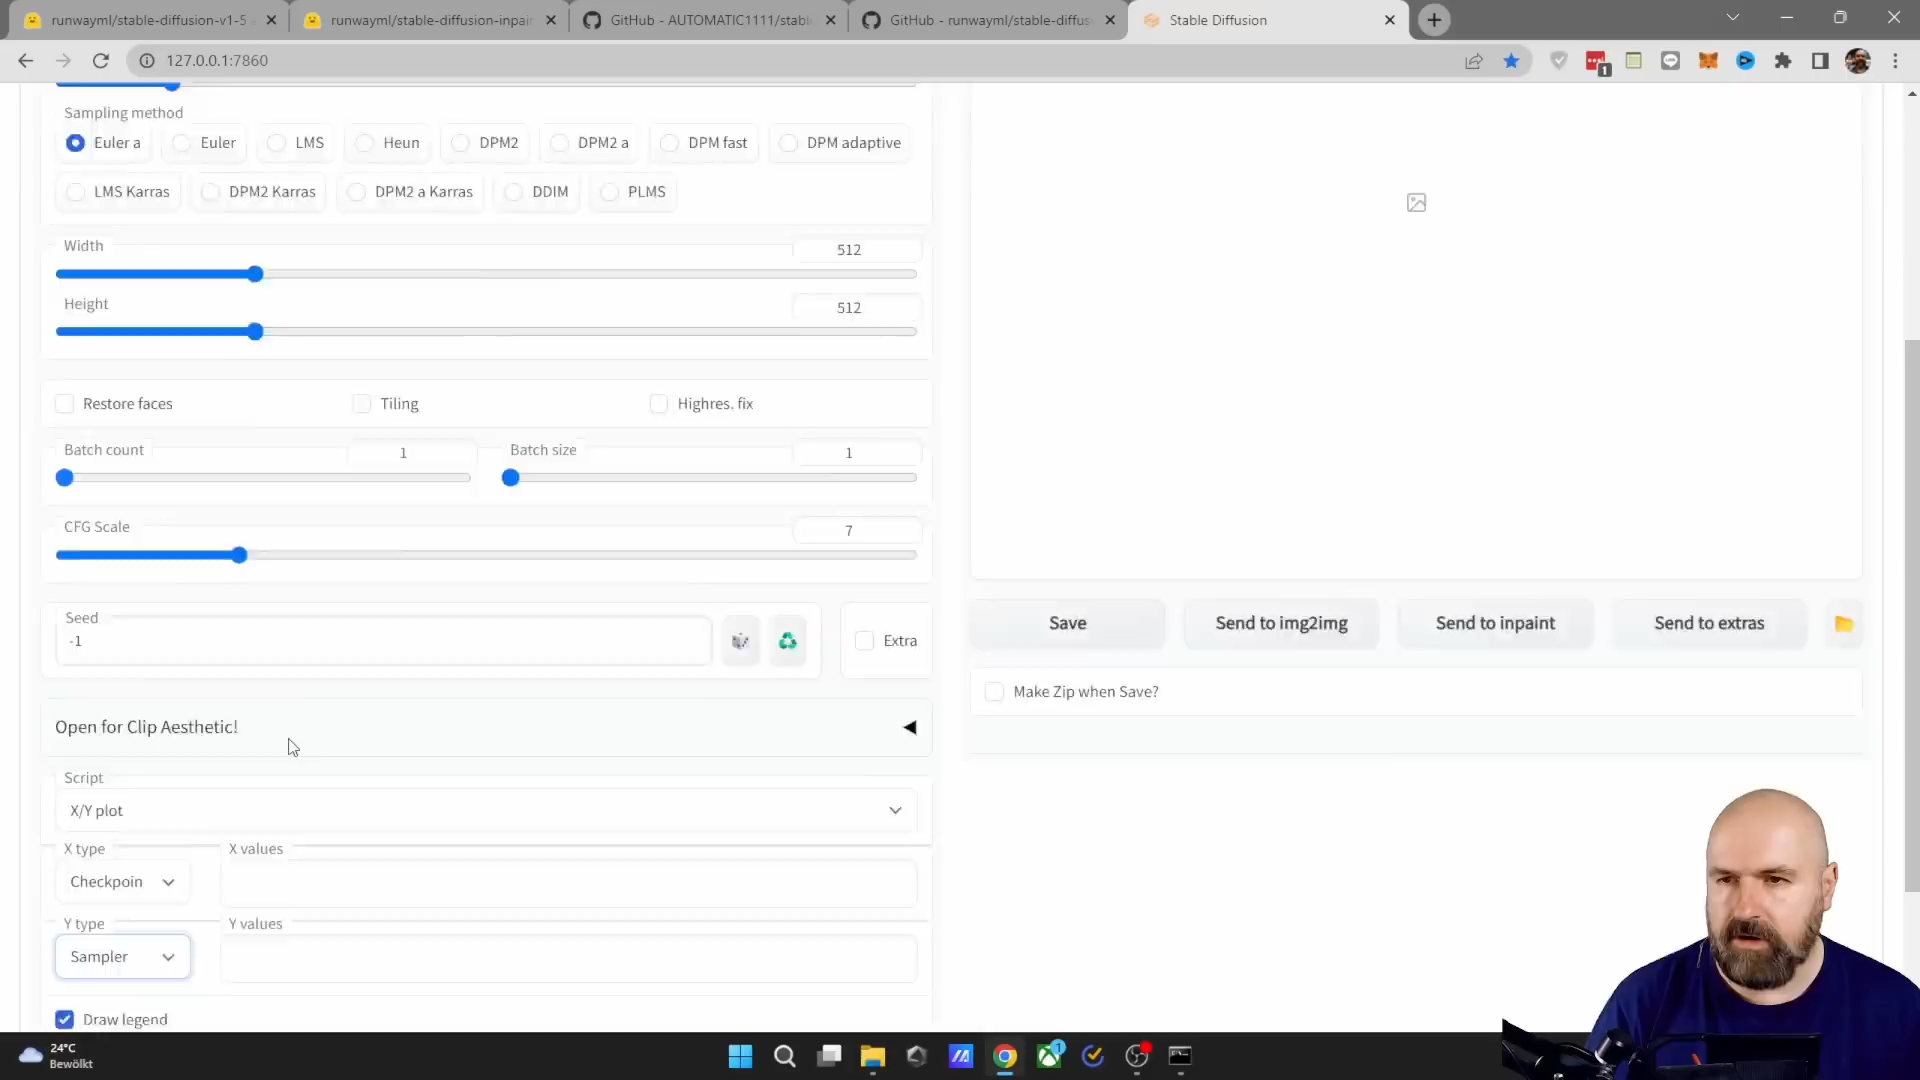 runwayml/stable-diffusion-v1-5
runwayml/stable-diffusion-inpai
GitHub - AUTOMATIC1111/stabl
GitHub - runwayml/stable-diffus
Stable Diffusion
127.0.0.1:7860
1
Sampling method
Euler a
Euler
LMS
Heun
DPM2
DPM2 a
DPM fast
DPM adaptive
LMS Karras
DPM2 Karras
DPM2 a Karras
DDIM
PLMS
Width
512
Height
512
Restore faces
Tiling
Highres. fix
Batch count
1
Batch size
1
CFG Scale
7
Seed
-1
Extra
Save
Send to img2img
Send to inpaint
Send to extras
Make Zip when Save?
Open for Clip Aesthetic!
Script
X/Y plot
X type
X values
Checkpoin
Y type
Y values
Sampler
Draw legend
24°C
Bewölkt
1